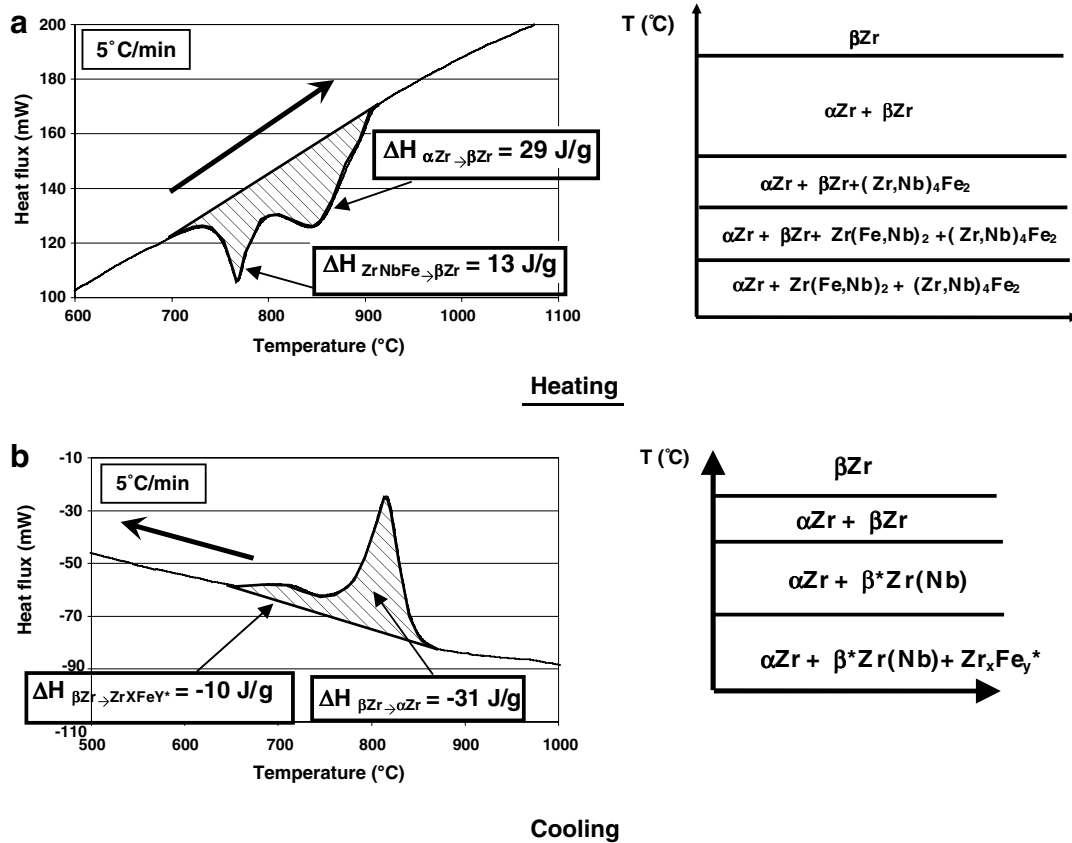 a
5°C/min
Heat flux (mW)
200
180
160
140
120
100
600 700 800 900 1000 1100
Temperature (°C)
ΔH αZr→βZr = 29 J/g
ΔH ZrNbFe→βZr = 13 J/g
T (°C)
βZr
αZr + βZr
αZr + βZr+(Zr,Nb)4Fe2
αZr + βZr+ Zr(Fe,Nb)2 +(Zr,Nb)4Fe2
αZr + Zr(Fe,Nb)2 + (Zr,Nb)4Fe2
Heating
b
5°C/min
Heat flux (mW)
-10
-30
-50
-70
-90
-110
500 600 700 800 900 1000
Temperature (°C)
ΔH βZr→ZrXFeY* = -10 J/g
ΔH βZr→αZr = -31 J/g
T (°C)
βZr
αZr + βZr
αZr + β*Zr(Nb)
αZr + β*Zr(Nb)+ ZrxFey*
Cooling